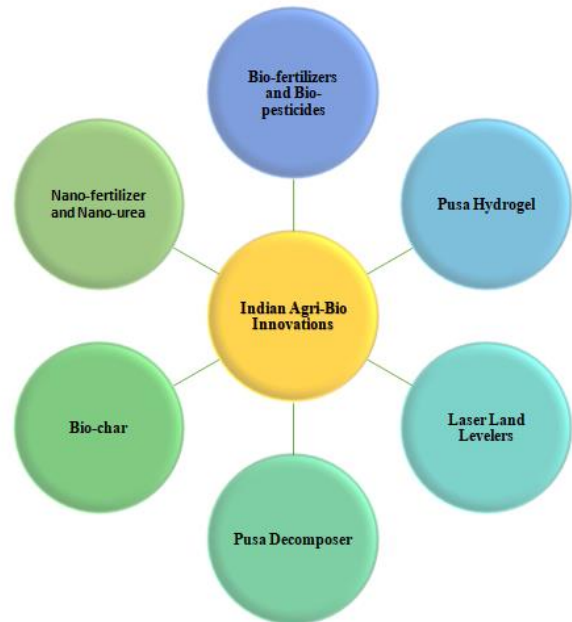 Bio-fertilizers
and Bio-
pesticides
Nano-fertilizer
and Nano-urea
Pusa Hydrogel
Indian Agri-Bio
Innovations
Bio-char
Laser Land
Levelers
Pusa Decomposer